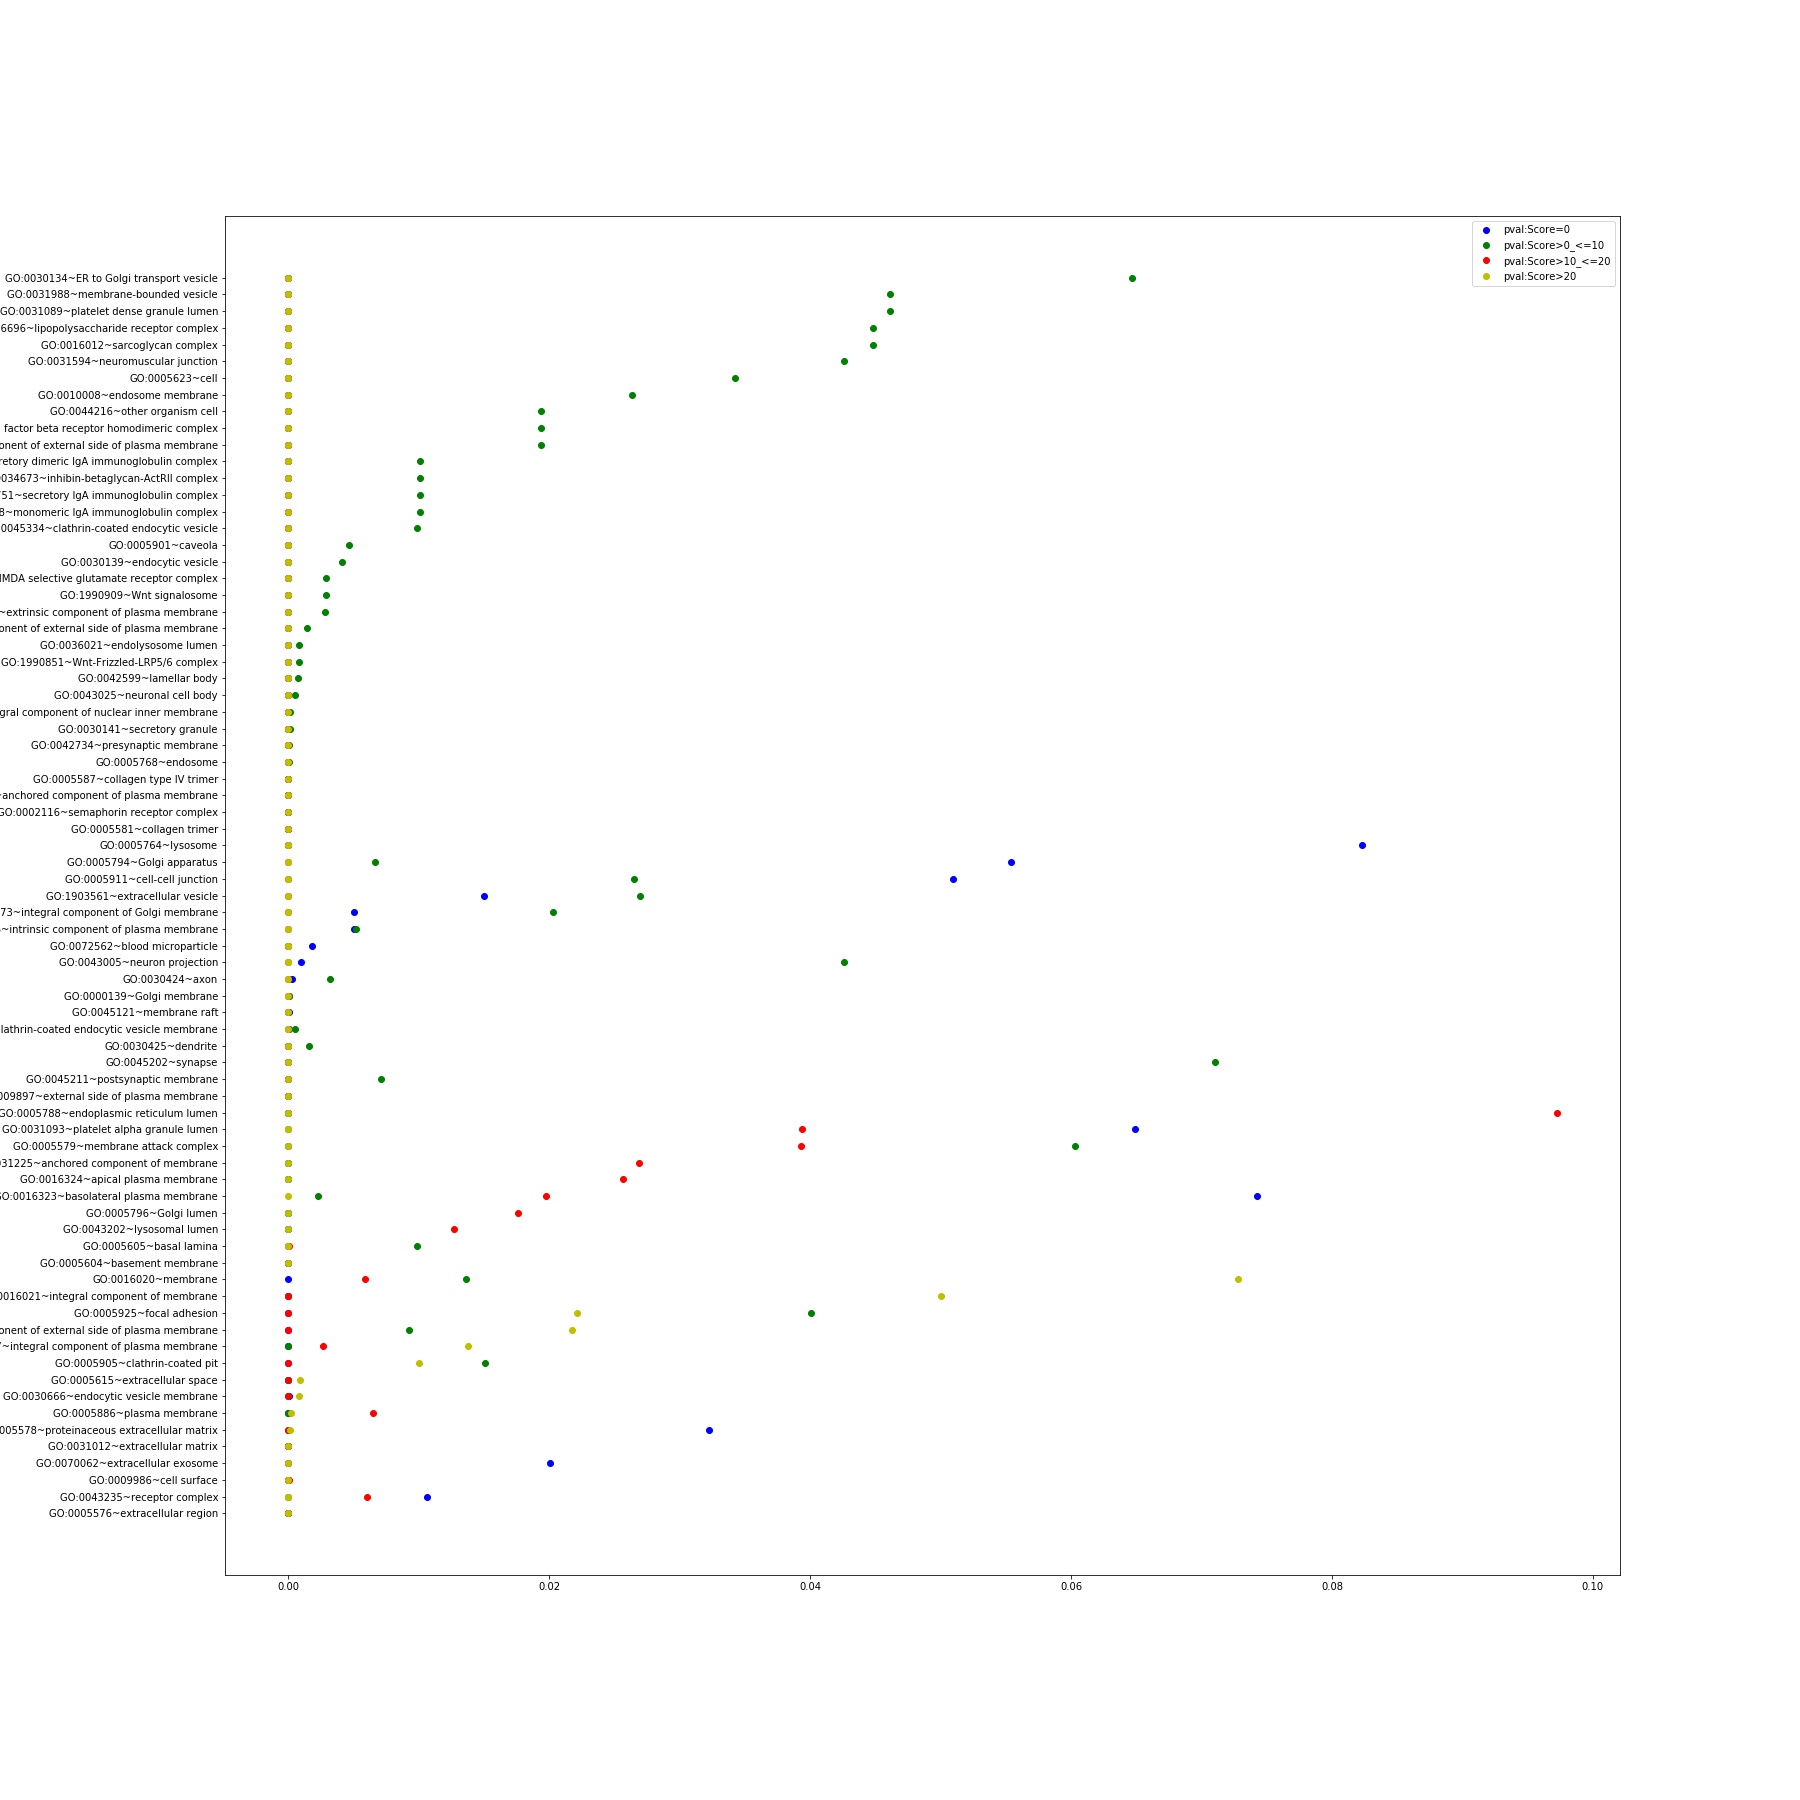 pval:Score=0
pval:Score>0_<=10
pval:Score>10_<=20
pval:Score>20
GO:0030134~ER to Golgi transport vesicle
GO:0031988~membrane-bounded vesicle
GO:0031089~platelet dense granule lumen
6696~lipopolysaccharide receptor complex
GO:0016012~sarcoglycan complex
GO:0031594~neuromuscular junction
GO:0005623~cell
GO:0010008~endosome membrane
GO:0044216~other organism cell
factor beta receptor homodimeric complex
onent of external side of plasma membrane
retory dimeric IgA immunoglobulin complex
034673~inhibin-betaglycan-ActRII complex
51~secretory IgA immunoglobulin complex
8~monomeric IgA immunoglobulin complex
0045334~clathrin-coated endocytic vesicle
GO:0005901~caveola
GO:0030139~endocytic vesicle
MDA selective glutamate receptor complex
GO:1990909~Wnt signalosome
~extrinsic component of plasma membrane
onent of external side of plasma membrane
GO:0036021~endolysosome lumen
GO:1990851~Wnt-Frizzled-LRP5/6 complex
GO:0042599~lamellar body
GO:0043025~neuronal cell body
gral component of nuclear inner membrane
GO:0030141~secretory granule
GO:0042734~presynaptic membrane
GO:0005768~endosome
GO:0005587~collagen type IV trimer
anchored component of plasma membrane
GO:0002116~semaphorin receptor complex
GO:0005581~collagen trimer
GO:0005764~lysosome
GO:0005794~Golgi apparatus
GO:0005911~cell-cell junction
GO:1903561~extracellular vesicle
73~integral component of Golgi membrane
~intrinsic component of plasma membrane
GO:0072562~blood microparticle
GO:0043005~neuron projection
GO:0030424~axon
GO:0000139~Golgi membrane
GO:0045121~membrane raft
lathrin-coated endocytic vesicle membrane
GO:0030425~dendrite
GO:0045202~synapse
GO:0045211~postsynaptic membrane
009897~external side of plasma membrane
GO:0005788~endoplasmic reticulum lumen
GO:0031093~platelet alpha granule lumen
GO:0005579~membrane attack complex
31225~anchored component of membrane
GO:0016324~apical plasma membrane
GO:0016323~basolateral plasma membrane
GO:0005796~Golgi lumen
GO:0043202~lysosomal lumen
GO:0005605~basal lamina
GO:0005604~basement membrane
GO:0016020~membrane
0016021~integral component of membrane
GO:0005925~focal adhesion
onent of external side of plasma membrane
~integral component of plasma membrane
GO:0005905~clathrin-coated pit
GO:0005615~extracellular space
GO:0030666~endocytic vesicle membrane
GO:0005886~plasma membrane
005578~proteinaceous extracellular matrix
GO:0031012~extracellular matrix
GO:0070062~extracellular exosome
GO:0009986~cell surface
GO:0043235~receptor complex
GO:0005576~extracellular region
0.00 0.02 0.04 0.06 0.08 0.10